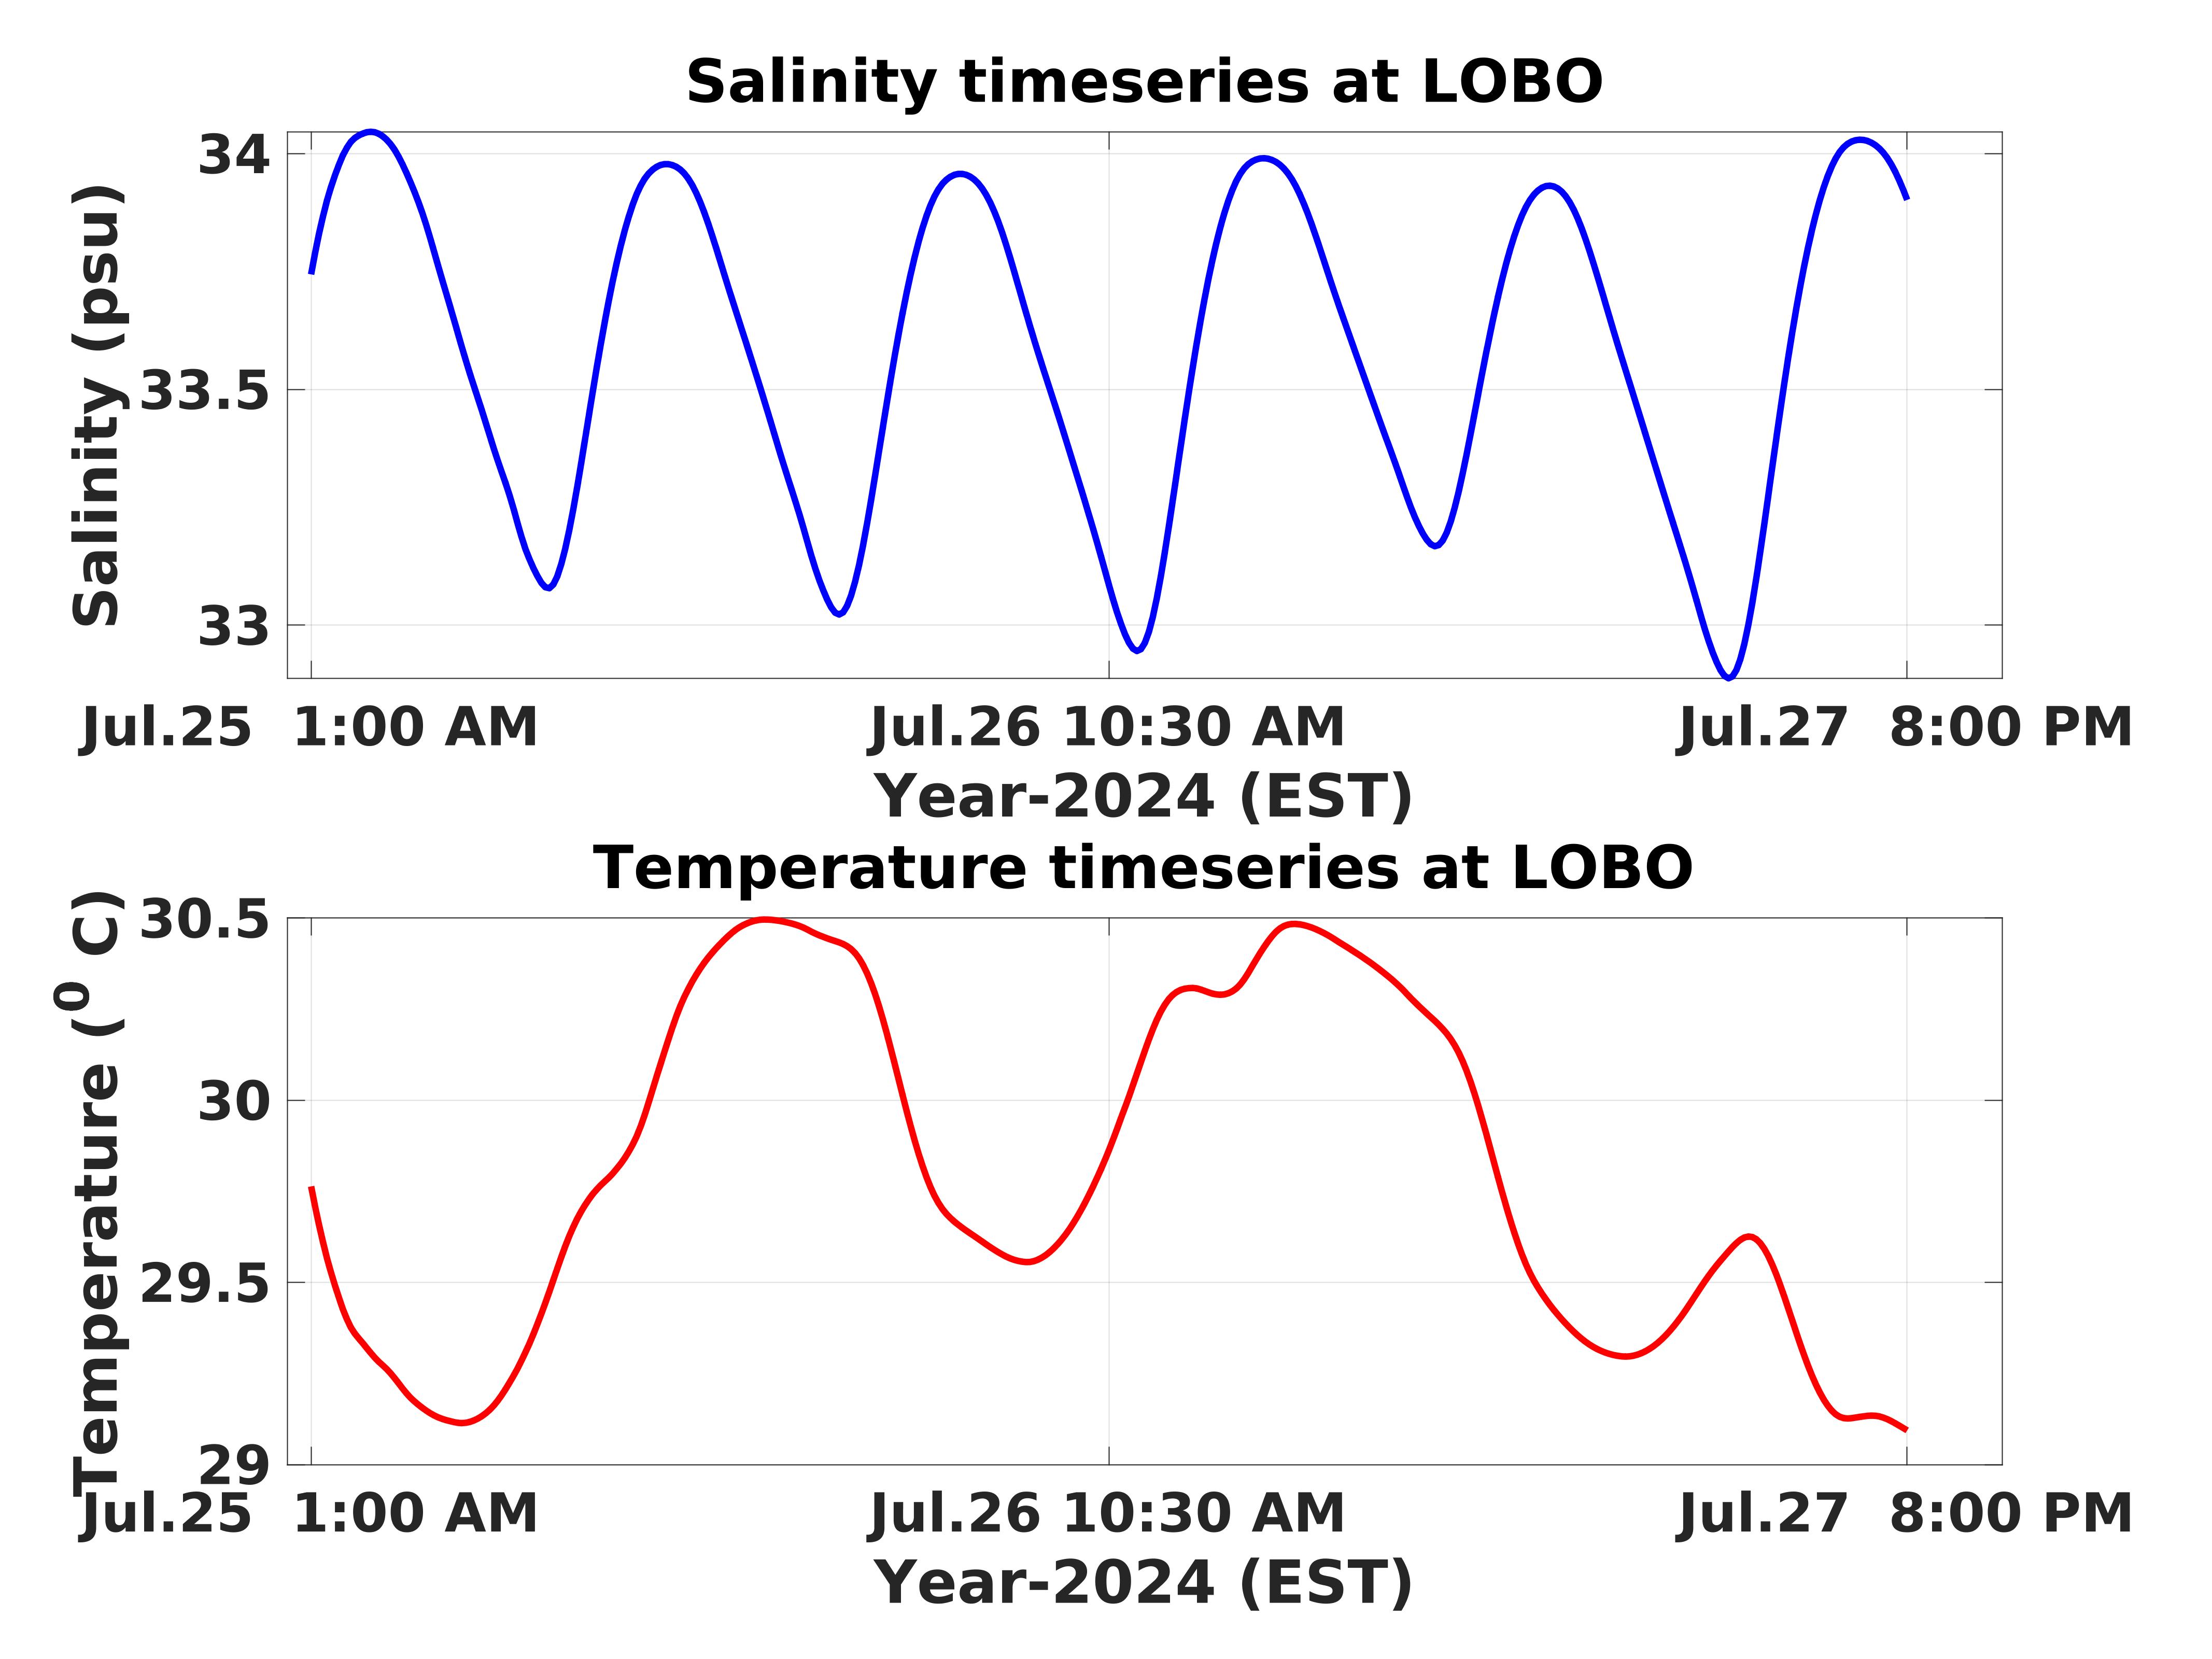 Salinity timeseries at LOBO
Salinity (psu)
34
33.5
33
Jul.25  1:00 AM
Jul.26 10:30 AM
Jul.27  8:00 PM
Year-2024 (EST)
Temperature timeseries at LOBO
Temperature (⁰ C)
30.5
30
29.5
29
Jul.25  1:00 AM
Jul.26 10:30 AM
Jul.27  8:00 PM
Year-2024 (EST)